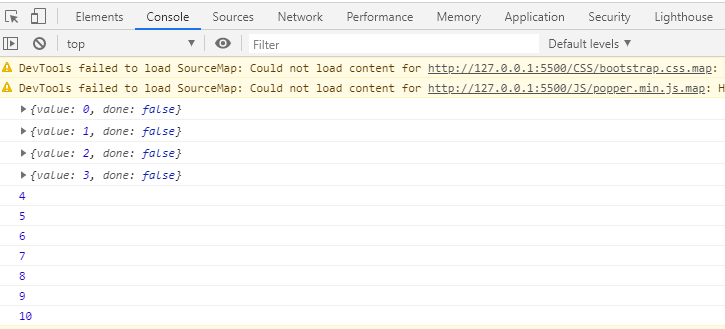 Elements Console Sources Network Performance Memory Application Security Lighthouse
top Filter Default levels
DevTools failed to load SourceMap: Could not load content for http://127.0.0.1:5500/CSS/bootstrap.css.map:
DevTools failed to load SourceMap: Could not load content for http://127.0.0.1:5500/JS/popper.min.js.map: H
{value: 0, done: false}
{value: 1, done: false}
{value: 2, done: false}
{value: 3, done: false}
4
5
6
7
8
9
10